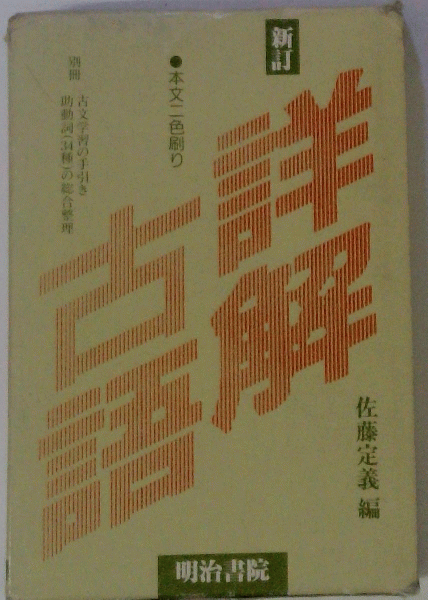 新訂
詳解
古語
●本文二色刷り
別冊
古文学習の手引き
助動詞(34種)の総合整理
佐藤定義 編
明治書院